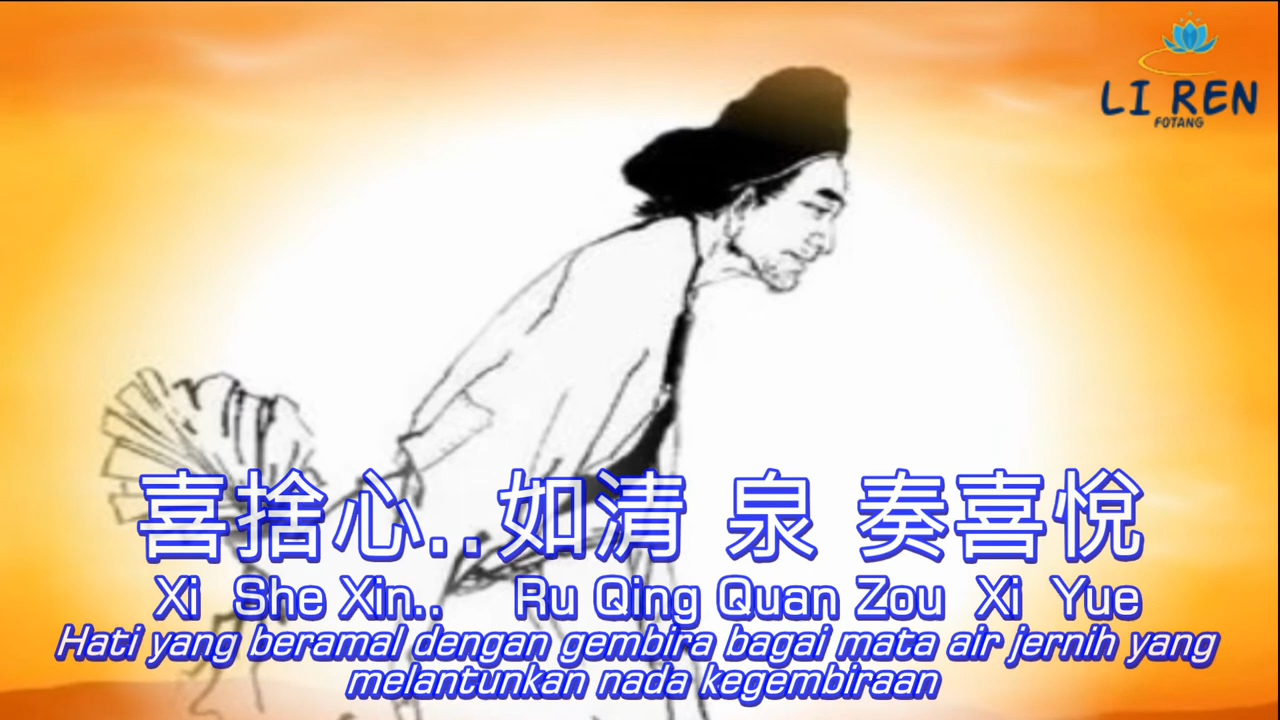 LI REN
FOTANG
喜捨心..如清 泉 奏喜悅
Xi She Xin.. Ru Qing Quan Zou Xi Yue
Hati yang beramal dengan gembira bagai mata air jernih yang
melantunkan nada kegembiraan